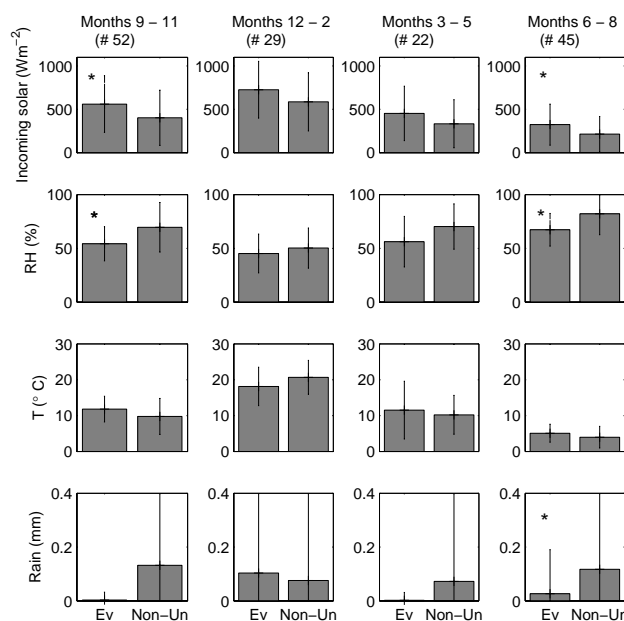 Months 9 − 11 Months 12 − 2 Months 3 − 5 Months 6 − 8
(# 52) (# 29) (# 22) (# 45)
Incoming solar (Wm-2)
1000 1000 1000 1000
* *
500 500 500 500
0 0 0 0
RH (%)
100 100 100 100
* *
50 50 50 50
0 0 0 0
T (° C)
30 30 30 30
20 20 20 20
10 10 10 10
0 0 0 0
Rain (mm)
0.4 0.4 0.4 0.4
*
0.2 0.2 0.2 0.2
0 0 0 0
Ev Non−Un Ev Non−Un Ev Non−Un Ev Non−Un